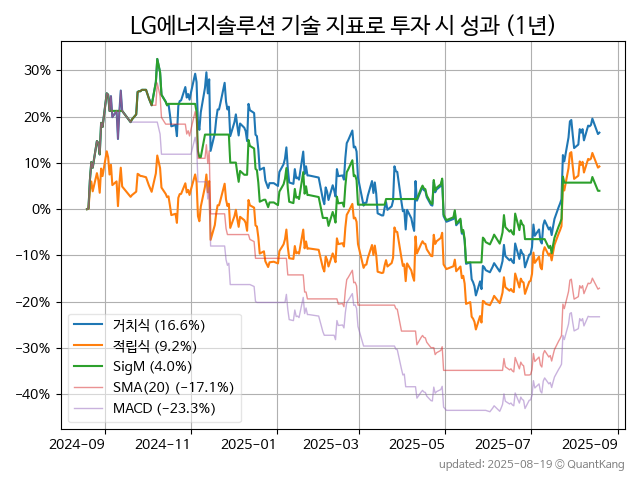 LG에너지솔루션 기술 지표로 투자 시 성과 (1년)
30%
20%
10%
0%
−10%
−20%
−30%
−40%
거치식 (16.6%)
적립식 (9.2%)
SigM (4.0%)
SMA(20) (−17.1%)
MACD (−23.3%)
2024-09 2024-11 2025-01 2025-03 2025-05 2025-07 2025-09
updated: 2025-08-19 © QuantKang